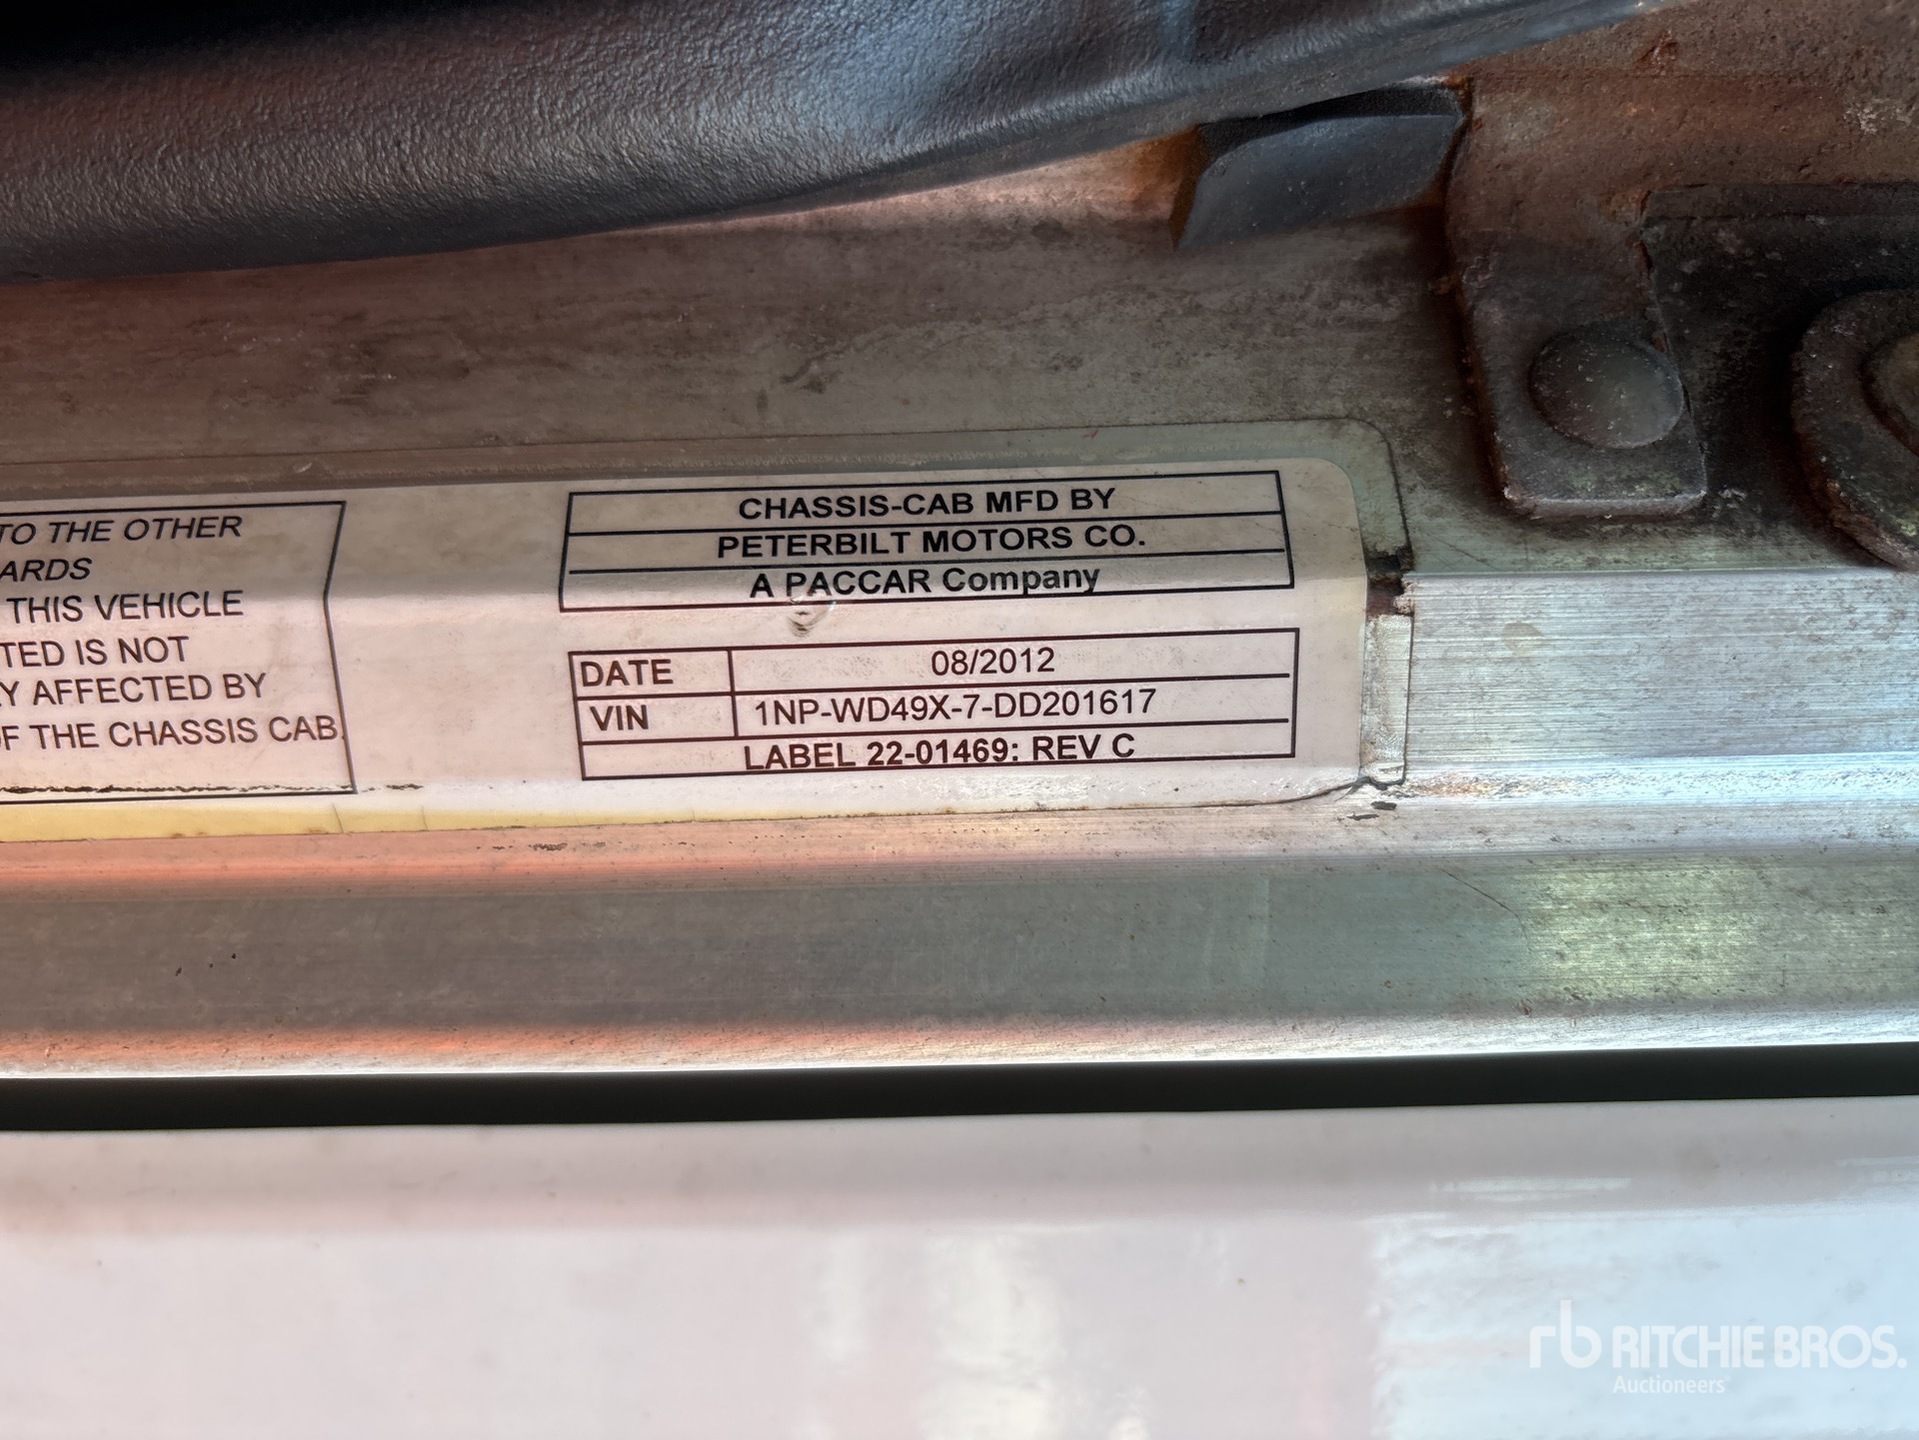 TO THE OTHER
ARDS
THIS VEHICLE
TED IS NOT
Y AFFECTED BY
OF THE CHASSIS CAB.
CHASSIS-CAB MFD BY
PETERBILT MOTORS CO.
A PACCAR Company
DATE 08/2012
VIN 1NP-WD49X-7-DD201617
LABEL 22-01469: REV C
rb RITCHIE BROS.
Auctioneers